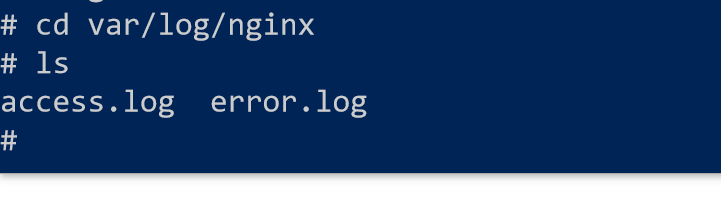 # cd var/log/nginx
# ls
access.log  error.log
#